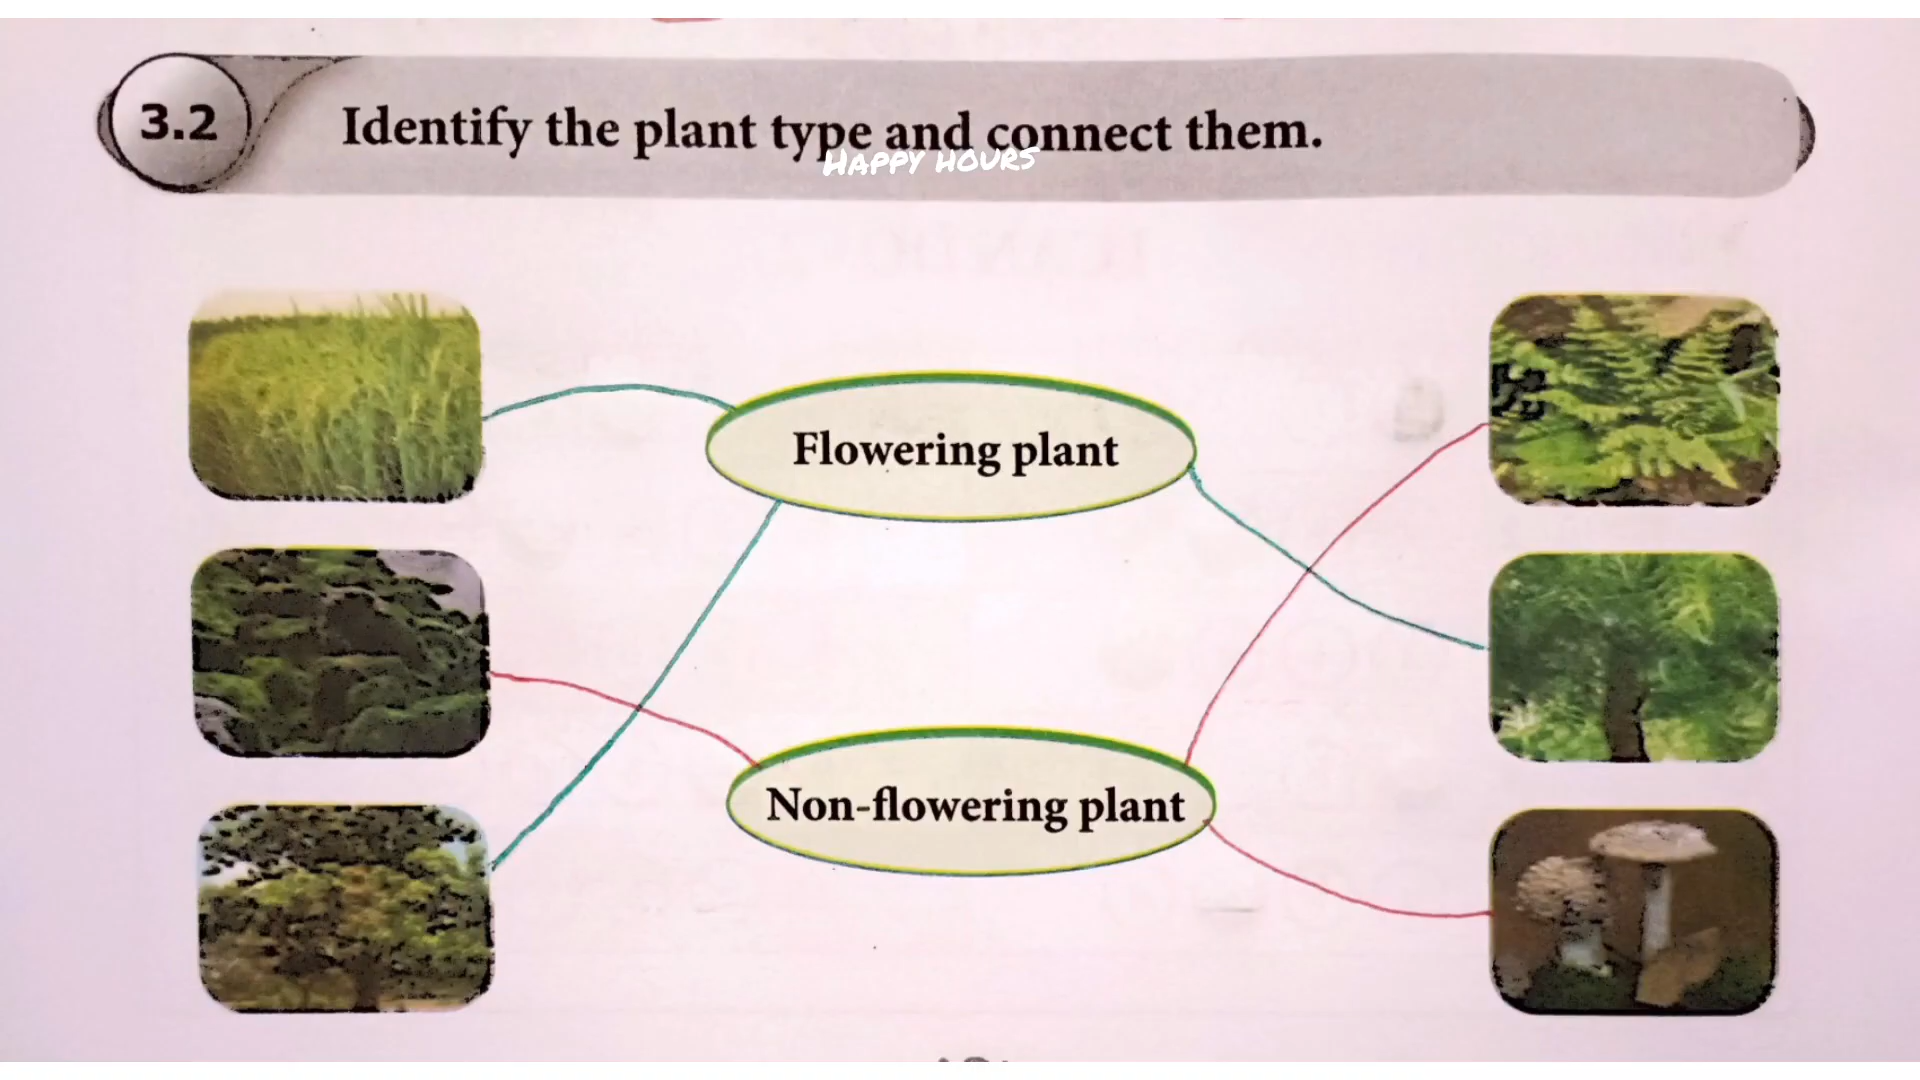 3.2
Identify the plant type and connect them.
Happy hours
Flowering plant
Non-flowering plant